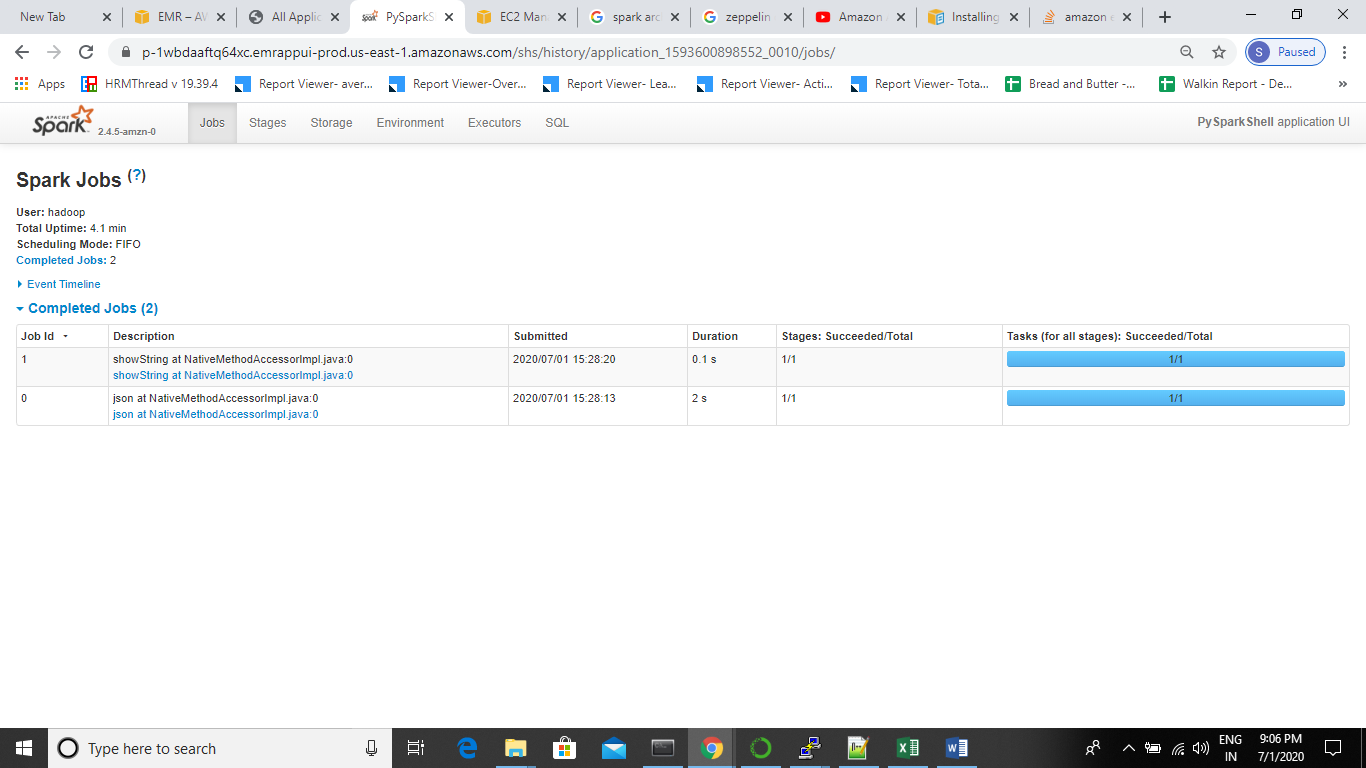 New Tab
EMR – AV
All Applic
PySparkS
EC2 Man
spark arc
zeppelin
Amazon
Installing
amazon e
p-1wbdaaftq64xc.emrappui-prod.us-east-1.amazonaws.com/shs/history/application_1593600898552_0010/jobs/
S Paused
Apps
HRMThread v 19.39.4
Report Viewer- aver...
Report Viewer-Over...
Report Viewer- Lea...
Report Viewer- Acti...
Report Viewer- Tota...
Bread and Butter -...
Walkin Report - De...
»
APACHE
Spark 2.4.5-amzn-0
Jobs
Stages
Storage
Environment
Executors
SQL
PySparkShell application UI
Spark Jobs (?)
User: hadoop
Total Uptime: 4.1 min
Scheduling Mode: FIFO
Completed Jobs: 2
Event Timeline
Completed Jobs (2)
Job Id Description Submitted Duration Stages: Succeeded/Total Tasks (for all stages): Succeeded/Total
1 showString at NativeMethodAccessorImpl.java:0 2020/07/01 15:28:20 0.1 s 1/1 1/1
showString at NativeMethodAccessorImpl.java:0
0 json at NativeMethodAccessorImpl.java:0 2020/07/01 15:28:13 2 s 1/1 1/1
json at NativeMethodAccessorImpl.java:0
Type here to search
ENG
IN
9:06 PM
7/1/2020